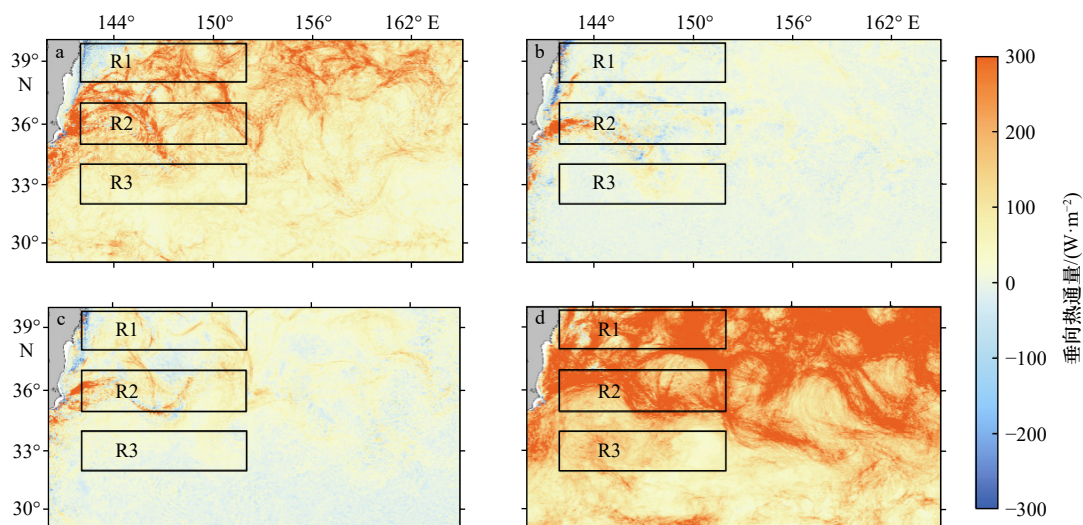 144° 150° 156° 162° E 144° 150° 156° 162° E
39° a R1 b R1 300
N
200
36° R2 R2
100
33° R3 R3
30°
0
39° c R1 d R1
N
−100
36° R2 R2
−200
33° R3 R3
30° −300
垂向热通量/(W·m−2)